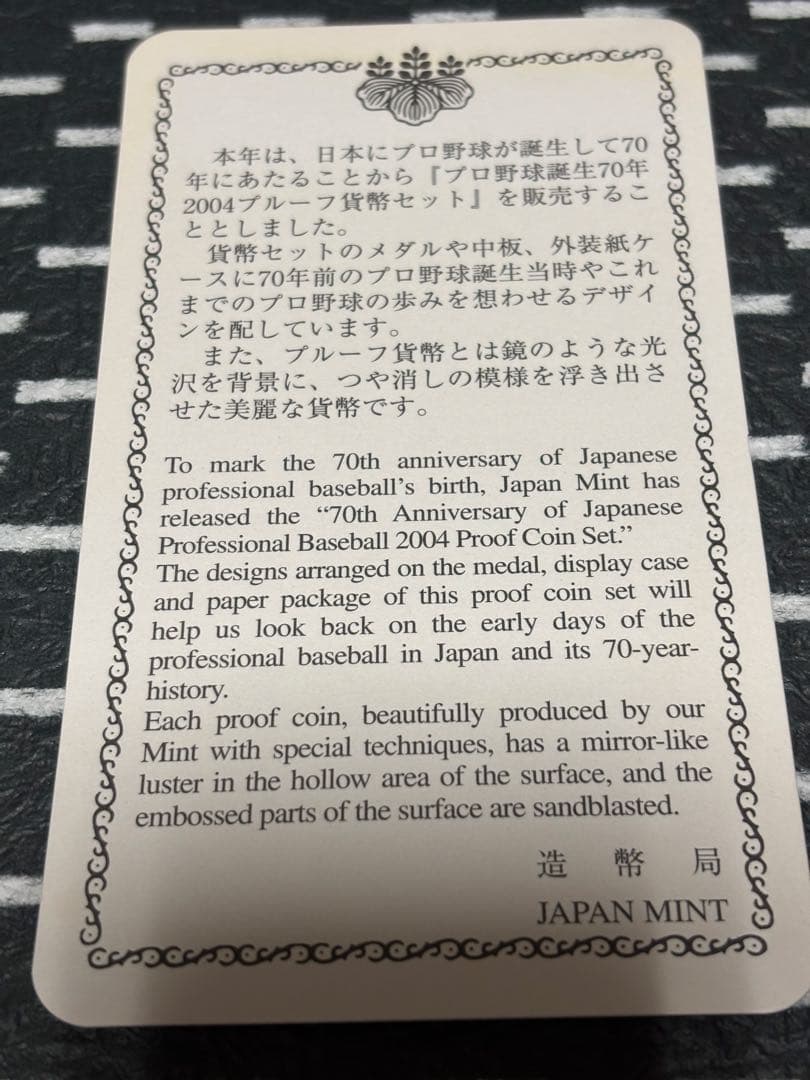 本年は、日本にプロ野球が誕生して70
年にあたることから『プロ野球誕生70年
2004プルーフ貨幣セット』を販売するこ
ととしました。
貨幣セットのメダルや中板、外装紙ケ
ースに70年前のプロ野球誕生当時やこれ
までのプロ野球の歩みを想わせるデザイ
ンを配しています。
また、プルーフ貨幣とは鏡のような光
沢を背景に、つや消しの模様を浮き出さ
せた美麗な貨幣です。
To mark the 70th anniversary of Japanese
professional baseball's birth, Japan Mint has
released the “70th Anniversary of Japanese
Professional Baseball 2004 Proof Coin Set.”
The designs arranged on the medal, display case
and paper package of this proof coin set will
help us look back on the early days of the
professional baseball in Japan and its 70-year-
history.
Each proof coin, beautifully produced by our
Mint with special techniques, has a mirror-like
luster in the hollow area of the surface, and the
embossed parts of the surface are sandblasted.
造幣局
JAPAN MINT